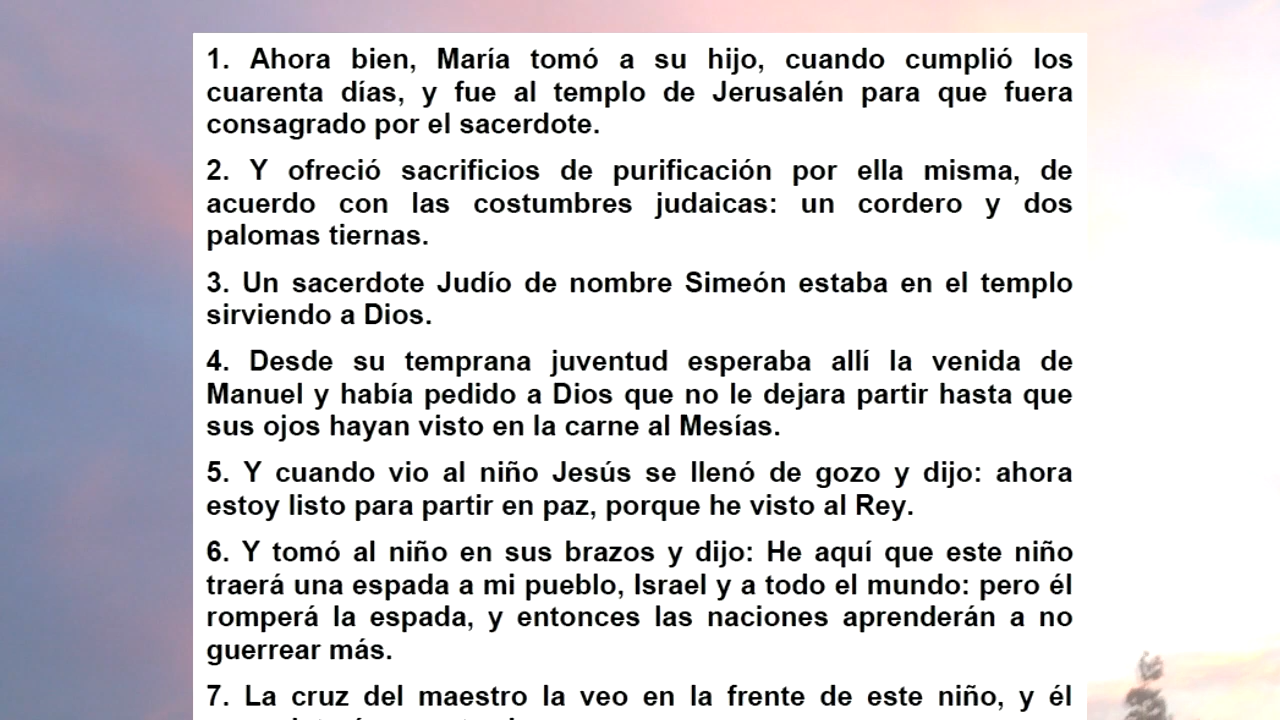 1. Ahora bien, María tomó a su hijo, cuando cumplió los
cuarenta días, y fue al templo de Jerusalén para que fuera
consagrado por el sacerdote.
2. Y ofreció sacrificios de purificación por ella misma, de
acuerdo con las costumbres judaicas: un cordero y dos
palomas tiernas.
3. Un sacerdote Judío de nombre Simeón estaba en el templo
sirviendo a Dios.
4. Desde su temprana juventud esperaba allí la venida de
Manuel y había pedido a Dios que no le dejara partir hasta que
sus ojos hayan visto en la carne al Mesías.
5. Y cuando vio al niño Jesús se llenó de gozo y dijo: ahora
estoy listo para partir en paz, porque he visto al Rey.
6. Y tomó al niño en sus brazos y dijo: He aquí que este niño
traerá una espada a mi pueblo, Israel y a todo el mundo: pero él
romperá la espada, y entonces las naciones aprenderán a no
guerrear más.
7. La cruz del maestro la veo en la frente de este niño, y él